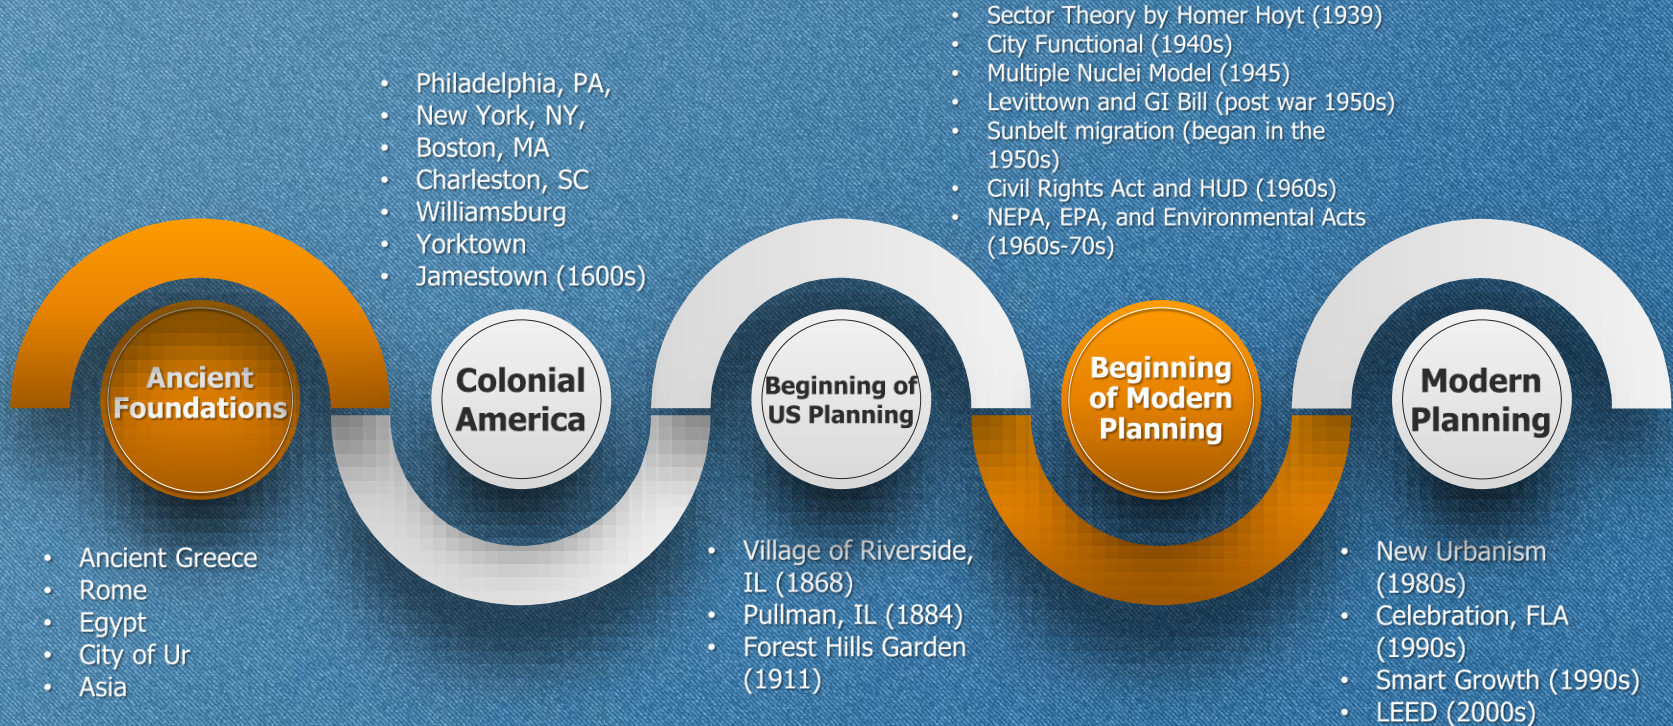 Ancient
Foundations
• Ancient Greece
• Rome
• Egypt
• City of Ur
• Asia
• Philadelphia, PA,
• New York, NY,
• Boston, MA
• Charleston, SC
• Williamsburg
• Yorktown
• Jamestown (1600s)
Colonial
America
Beginning of
US Planning
• Village of Riverside,
IL (1868)
• Pullman, IL (1884)
• Forest Hills Garden
(1911)
• Sector Theory by Homer Hoyt (1939)
• City Functional (1940s)
• Multiple Nuclei Model (1945)
• Levittown and GI Bill (post war 1950s)
• Sunbelt migration (began in the
1950s)
• Civil Rights Act and HUD (1960s)
• NEPA, EPA, and Environmental Acts
(1960s-70s)
Beginning
of Modern
Planning
Modern
Planning
• New Urbanism
(1980s)
• Celebration, FLA
(1990s)
• Smart Growth (1990s)
• LEED (2000s)